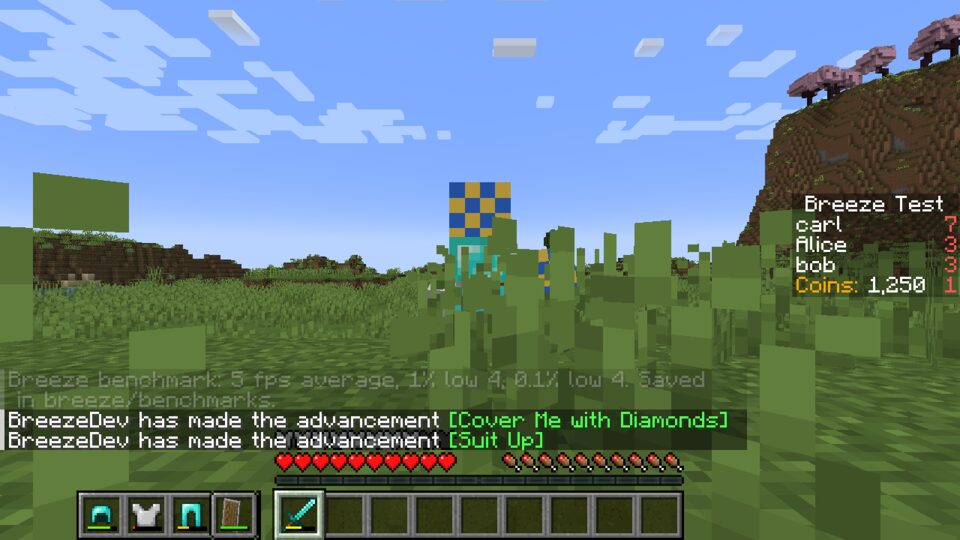 Breeze Test
carl 7
Alice 3
bob 3
Coins: 1,250 1
Breeze benchmark: 5 fps average, 1% low 4, 0.1% low 4. Saved
in breeze/benchmarks.
BreezeDev has made the advancement [Cover Me with Diamonds]
BreezeDev has made the advancement [Suit Up]